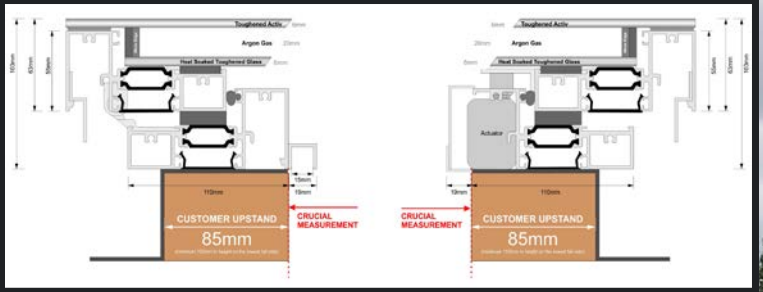 Toughened Activ 6mm
Argon Gas 20mm
Heat Soaked Toughened Glass 6mm
103mm
63mm
55mm
110mm
15mm
19mm
CUSTOMER UPSTAND
85mm
CRUCIAL
MEASUREMENT
6mm Toughened Activ
20mm Argon Gas
6mm Heat Soaked Toughened Glass
Actuator
55mm
63mm
103mm
19mm
110mm
CRUCIAL
MEASUREMENT
CUSTOMER UPSTAND
85mm